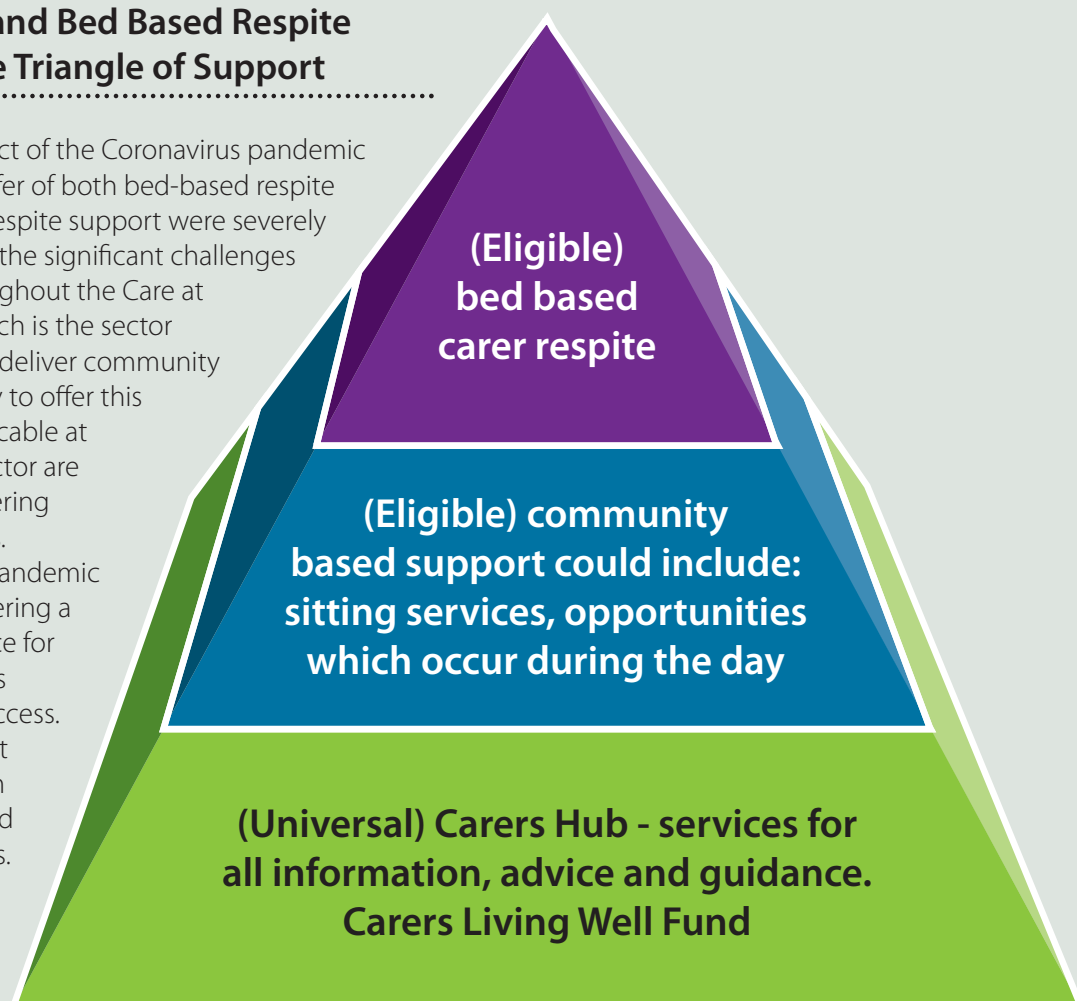 and Bed Based Respite
e Triangle of Support
ct of the Coronavirus pandemic
fer of both bed-based respite
espite support were severely
the significant challenges
ghout the Care at
ch is the sector
deliver community
y to offer this
cable at
ctor are
ering
.
andemic
ering a
ce for
s
ccess.
t
n
d
s.
(Eligible)
bed based
carer respite
(Eligible) community
based support could include:
sitting services, opportunities
which occur during the day
(Universal) Carers Hub - services for
all information, advice and guidance.
Carers Living Well Fund